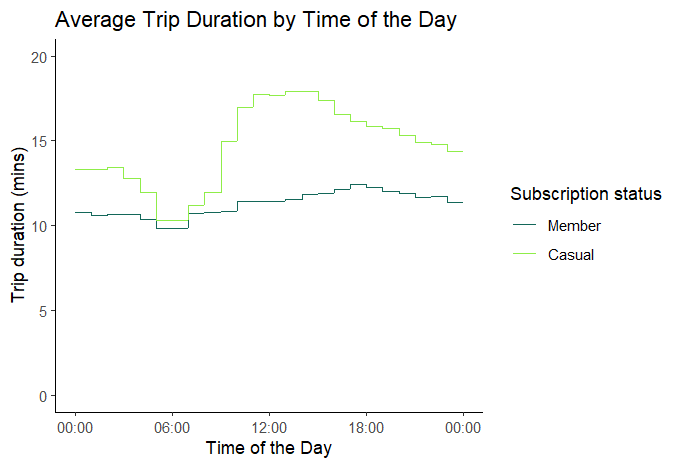 Average Trip Duration by Time of the Day
Trip duration (mins)
20
15
10
5
0
00:00 06:00 12:00 18:00 00:00
Time of the Day
Subscription status
Member
Casual